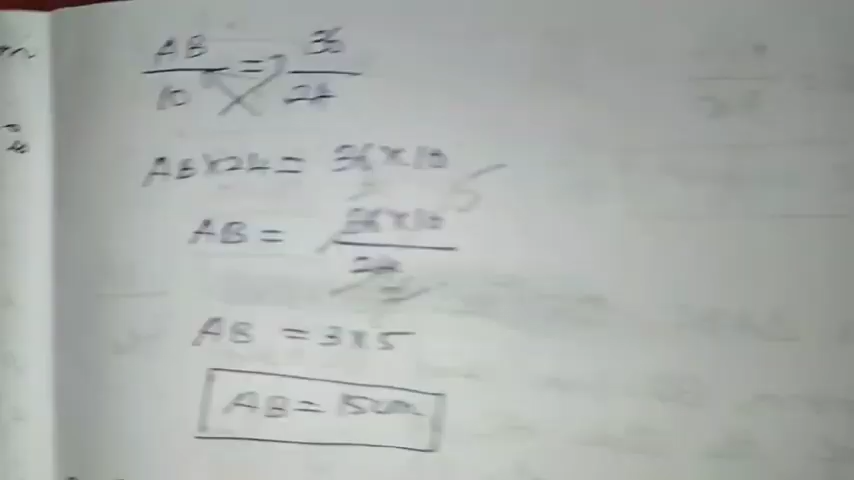 AB/10 = 36/24
AB×24 = 36×10
AB = 36×10/24
AB = 3×5
AB = 15cm